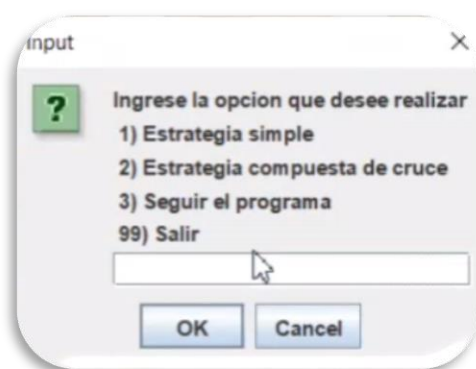 Input
?
Ingrese la opcion que desee realizar
1) Estrategia simple
2) Estrategia compuesta de cruce
3) Seguir el programa
99) Salir
OK
Cancel